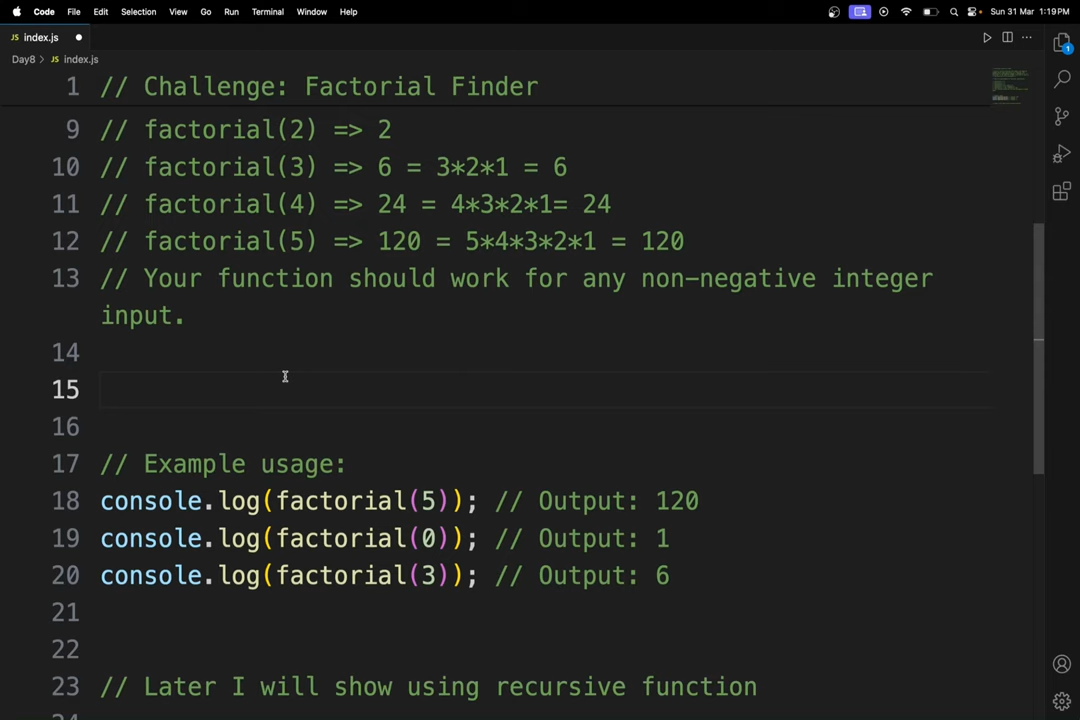 Code File Edit Selection View Go Run Terminal Window Help Sun 31 Mar 1:19 PM
JS index.js
Day8 > JS index.js
1
1 // Challenge: Factorial Finder
9 // factorial(2) => 2
10 // factorial(3) => 6 = 3*2*1 = 6
11 // factorial(4) => 24 = 4*3*2*1= 24
12 // factorial(5) => 120 = 5*4*3*2*1 = 120
13 // Your function should work for any non-negative integer
input.
14
15
16
17 // Example usage:
18 console.log(factorial(5)); // Output: 120
19 console.log(factorial(0)); // Output: 1
20 console.log(factorial(3)); // Output: 6
21
22
23 // Later I will show using recursive function